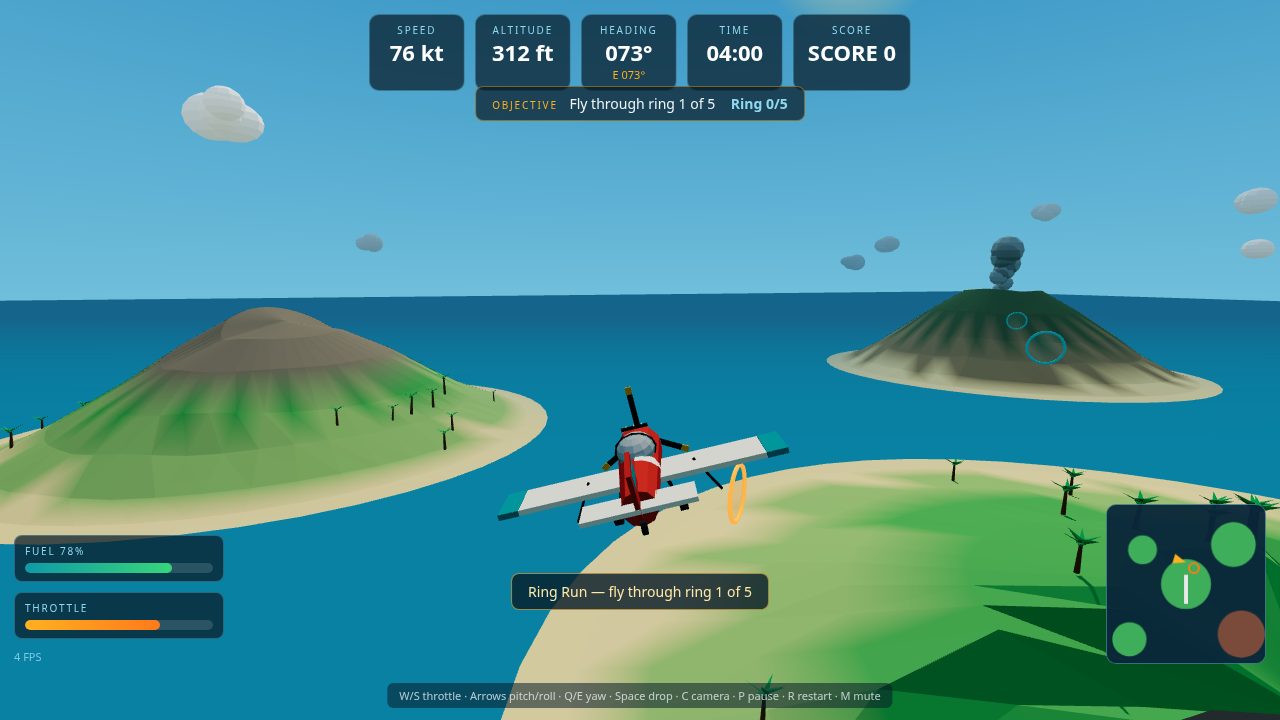 SPEED
76 kt
ALTITUDE
312 ft
HEADING
073°
E 073°
TIME
04:00
SCORE
SCORE 0
OBJECTIVE Fly through ring 1 of 5 Ring 0/5
FUEL 78%
THROTTLE
4 FPS
Ring Run — fly through ring 1 of 5
W/S throttle · Arrows pitch/roll · Q/E yaw · Space drop · C camera · P pause · R restart · M mute